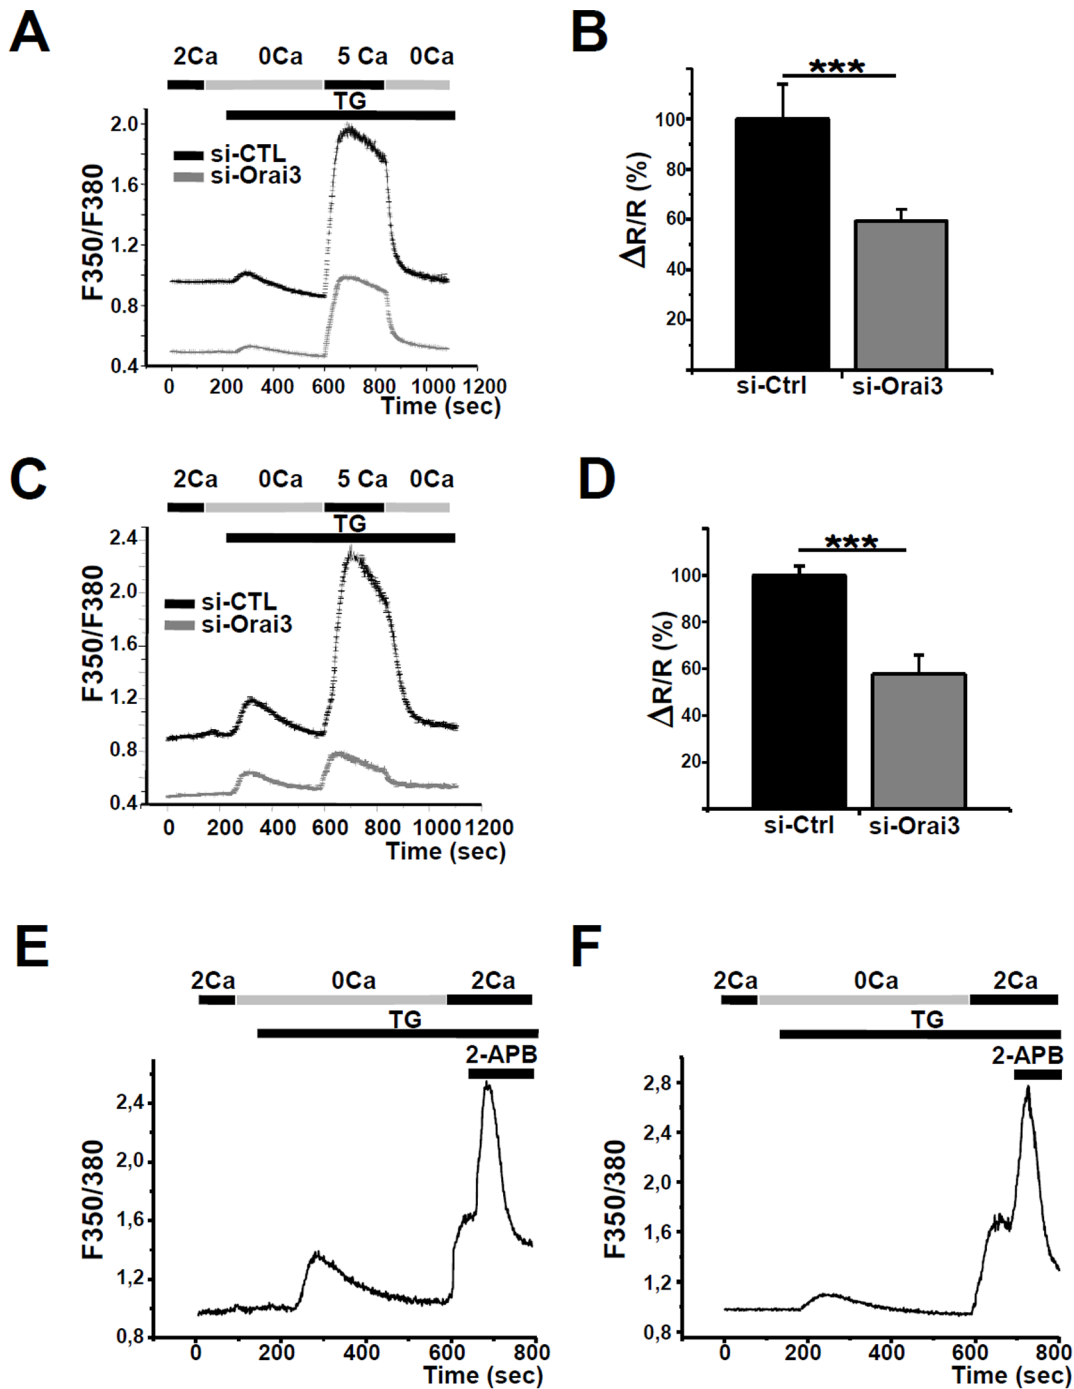 A
2Ca 0Ca 5 Ca 0Ca
TG
si-CTL
si-Orai3
F350/F380
2.0
1.6
1.2
0.8
0.4
0 200 400 600 800 1000 1200
Time (sec)
B
***
ΔR/R (%)
100
80
60
40
20
si-Ctrl si-Orai3
C
2Ca 0Ca 5 Ca 0Ca
TG
si-CTL
si-Orai3
F350/F380
2.4
2.0
1.6
1.2
0.8
0.4
0 200 400 600 800 1000 1200
Time (sec)
D
***
ΔR/R (%)
100
80
60
40
20
si-Ctrl si-Orai3
E
2Ca 0Ca 2Ca
TG
2-APB
F350/380
2,4
2,0
1,6
1,2
0,8
0 200 400 600 800
Time (sec)
F
2Ca 0Ca 2Ca
TG
2-APB
F350/380
2,8
2,4
2,0
1,6
1,2
0,8
0 200 400 600 800
Time (sec)